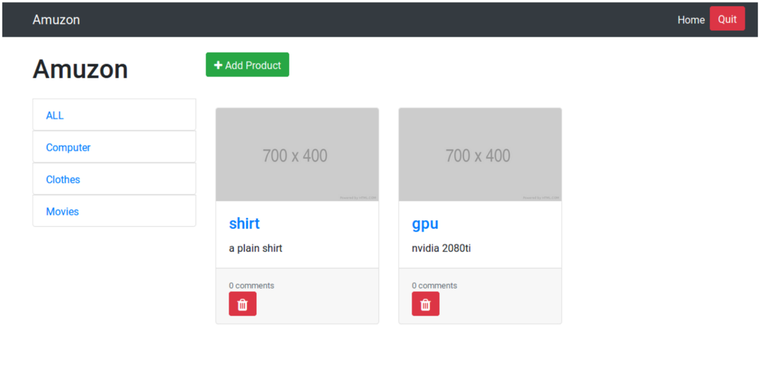 Amuzon
Home Quit
Amuzon
Add Product
ALL
Computer
Clothes
Movies
700 x 400
700 x 400
shirt
gpu
a plain shirt
nvidia 2080ti
0 comments
0 comments